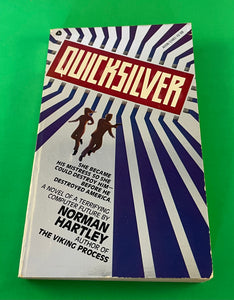 QUICKSILVER
SHE BECAME
HIS MISTRESS SO SHE
COULD DESTROY HIM—
BEFORE HE
DESTROYED AMERICA
A NOVEL OF A TERRIFYING
COMPUTER FUTURE BY
NORMAN
HARTLEY
AUTHOR OF
THE VIKING PROCESS